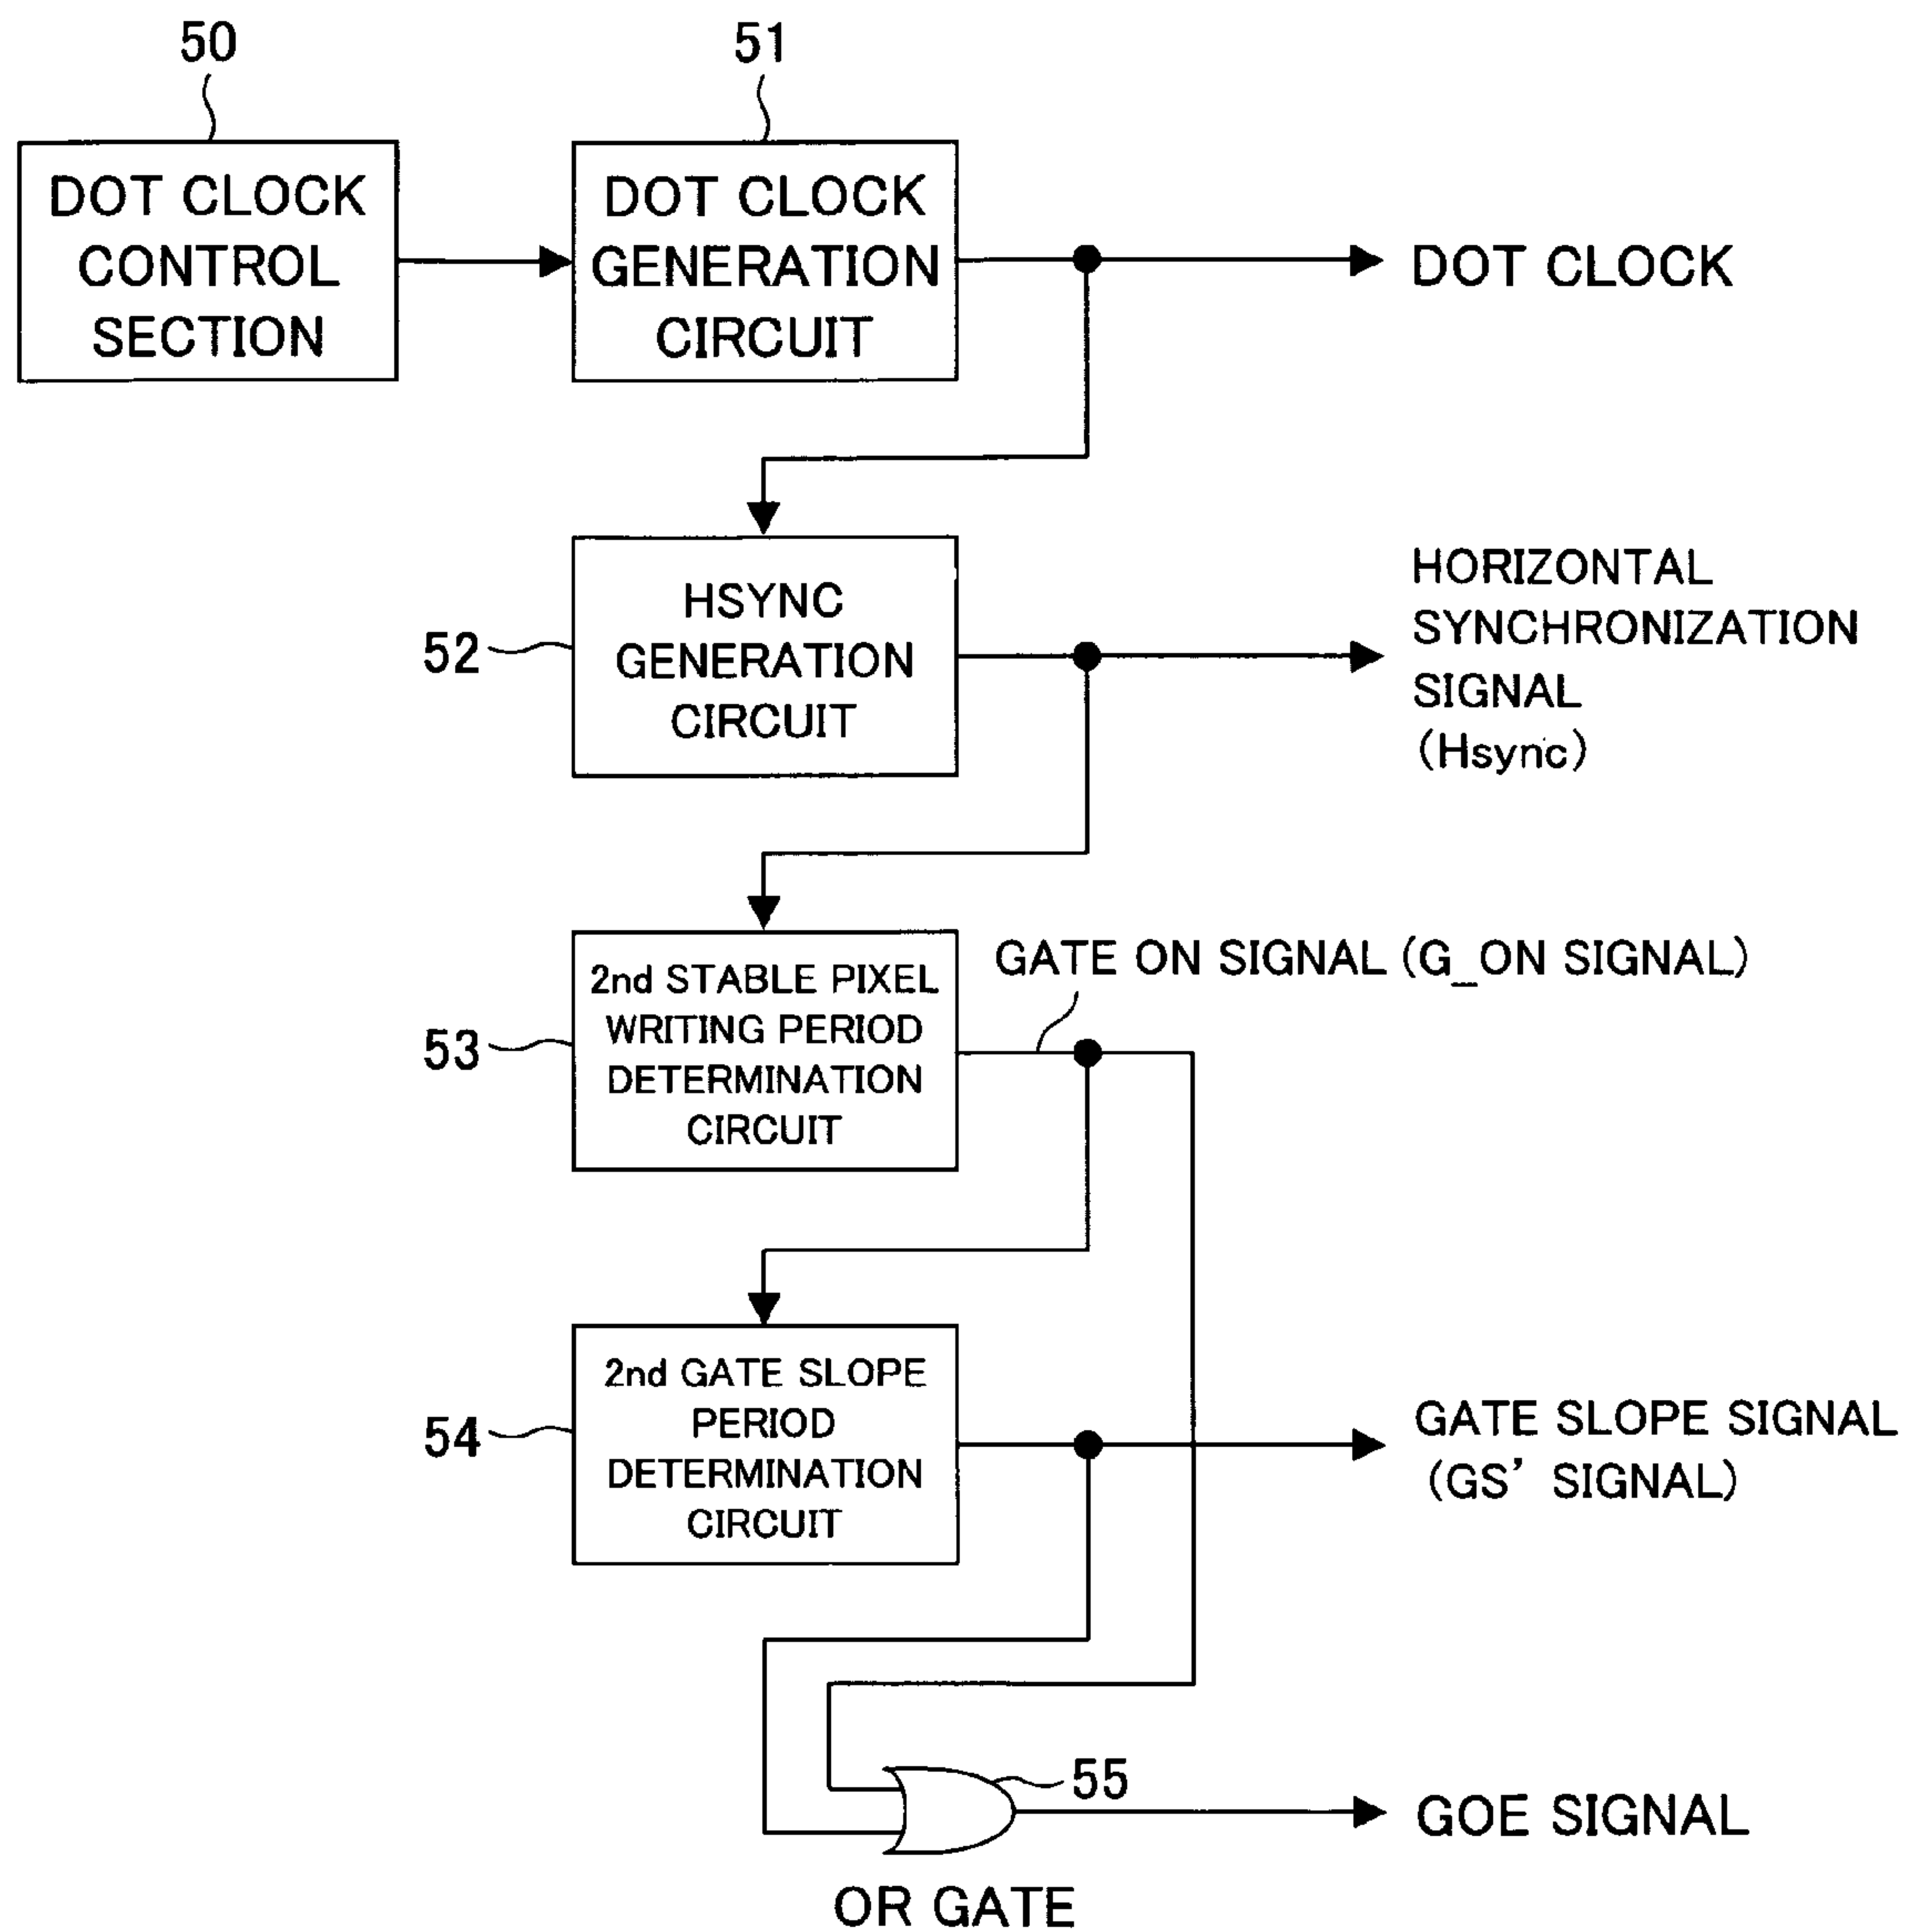 50
51
DOT CLOCK
CONTROL
SECTION
DOT CLOCK
GENERATION
CIRCUIT
DOT CLOCK
52
HSYNC
GENERATION
CIRCUIT
HORIZONTAL
SYNCHRONIZATION
SIGNAL
(Hsync)
53
2nd STABLE PIXEL
WRITING PERIOD
DETERMINATION
CIRCUIT
GATE ON SIGNAL (G_ON SIGNAL)
54
2nd GATE SLOPE
PERIOD
DETERMINATION
CIRCUIT
GATE SLOPE SIGNAL
(GS' SIGNAL)
55
GOE SIGNAL
OR GATE